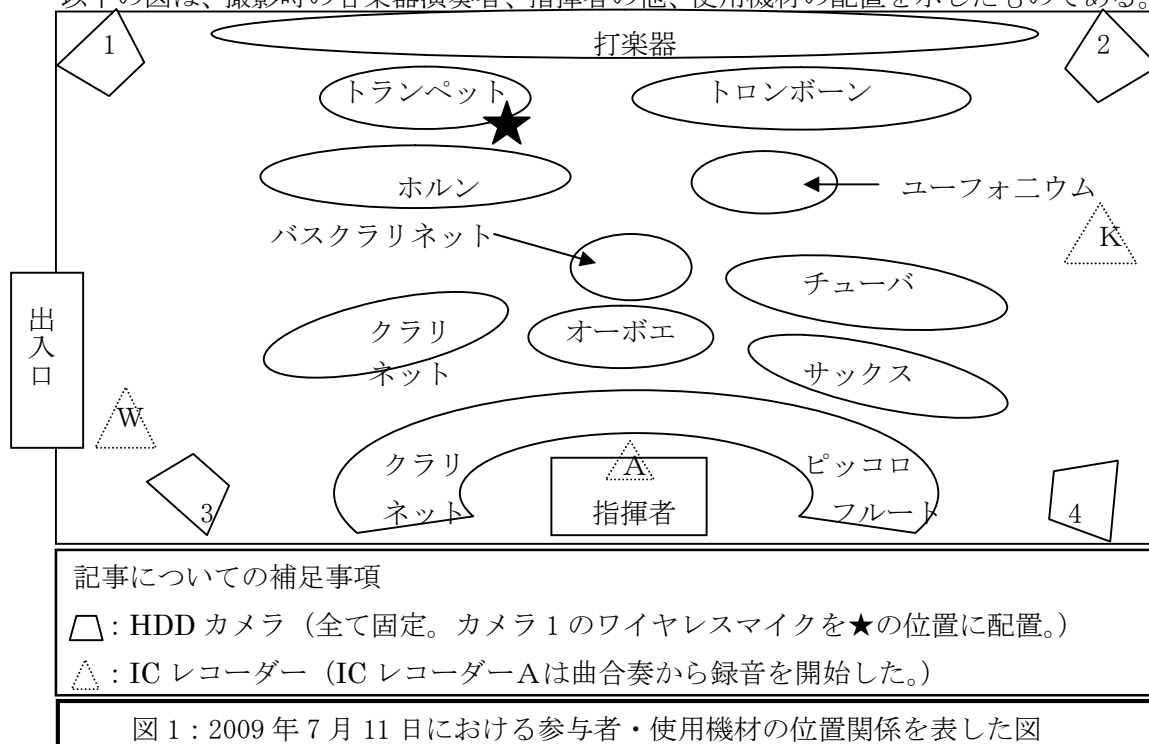 以下の図は、撮影時の各楽器演奏者、指揮者の他、使用機材の配置を示したものである。
1
打楽器
2
トランペット
トロンボーン
ホルン
ユーフォニウム
K
バスクラリネット
チューバ
出入口
クラリ
ネット
オーボエ
サックス
W
クラリ
ネット
A
指揮者
ピッコロ
フルート
3
4
記事についての補足事項
:HDD カメラ(全て固定。カメラ1のワイヤレスマイクを★の位置に配置。)
:IC レコーダー(IC レコーダーAは曲合奏から録音を開始した。)
図1:2009年7月11日における参与者・使用機材の位置関係を表した図